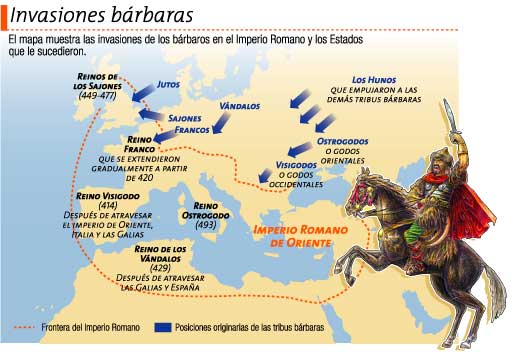 Invasiones bárbaras
El mapa muestra las invasiones de los bárbaros en el Imperio Romano y los Estados
que le sucedieron.
REINOS DE
LOS SAJONES
(449-477)
JUTOS
SAJONES
FRANCOS
VÁNDALOS
LOS HUNOS
QUE EMPUJARON A LAS
DEMÁS TRIBUS BÁRBARAS
OSTROGODOS
O GODOS
ORIENTALES
VISIGODOS
O GODOS
OCCIDENTALES
REINO
FRANCO
QUE SE EXTENDIERON
GRADUALMENTE A PARTIR
DE 420
REINO VISIGODO
(414)
DESPUÉS DE ATRAVESAR
EL IMPERIO DE ORIENTE,
ITALIA Y LAS GALIAS
REINO
OSTROGODO
(493)
IMPERIO ROMANO
DE ORIENTE
REINO DE LOS
VÁNDALOS
(429)
DESPUÉS DE ATRAVESAR
LAS GALIAS Y ESPAÑA
Frontera del Imperio Romano
Posiciones originarias de las tribus bárbaras